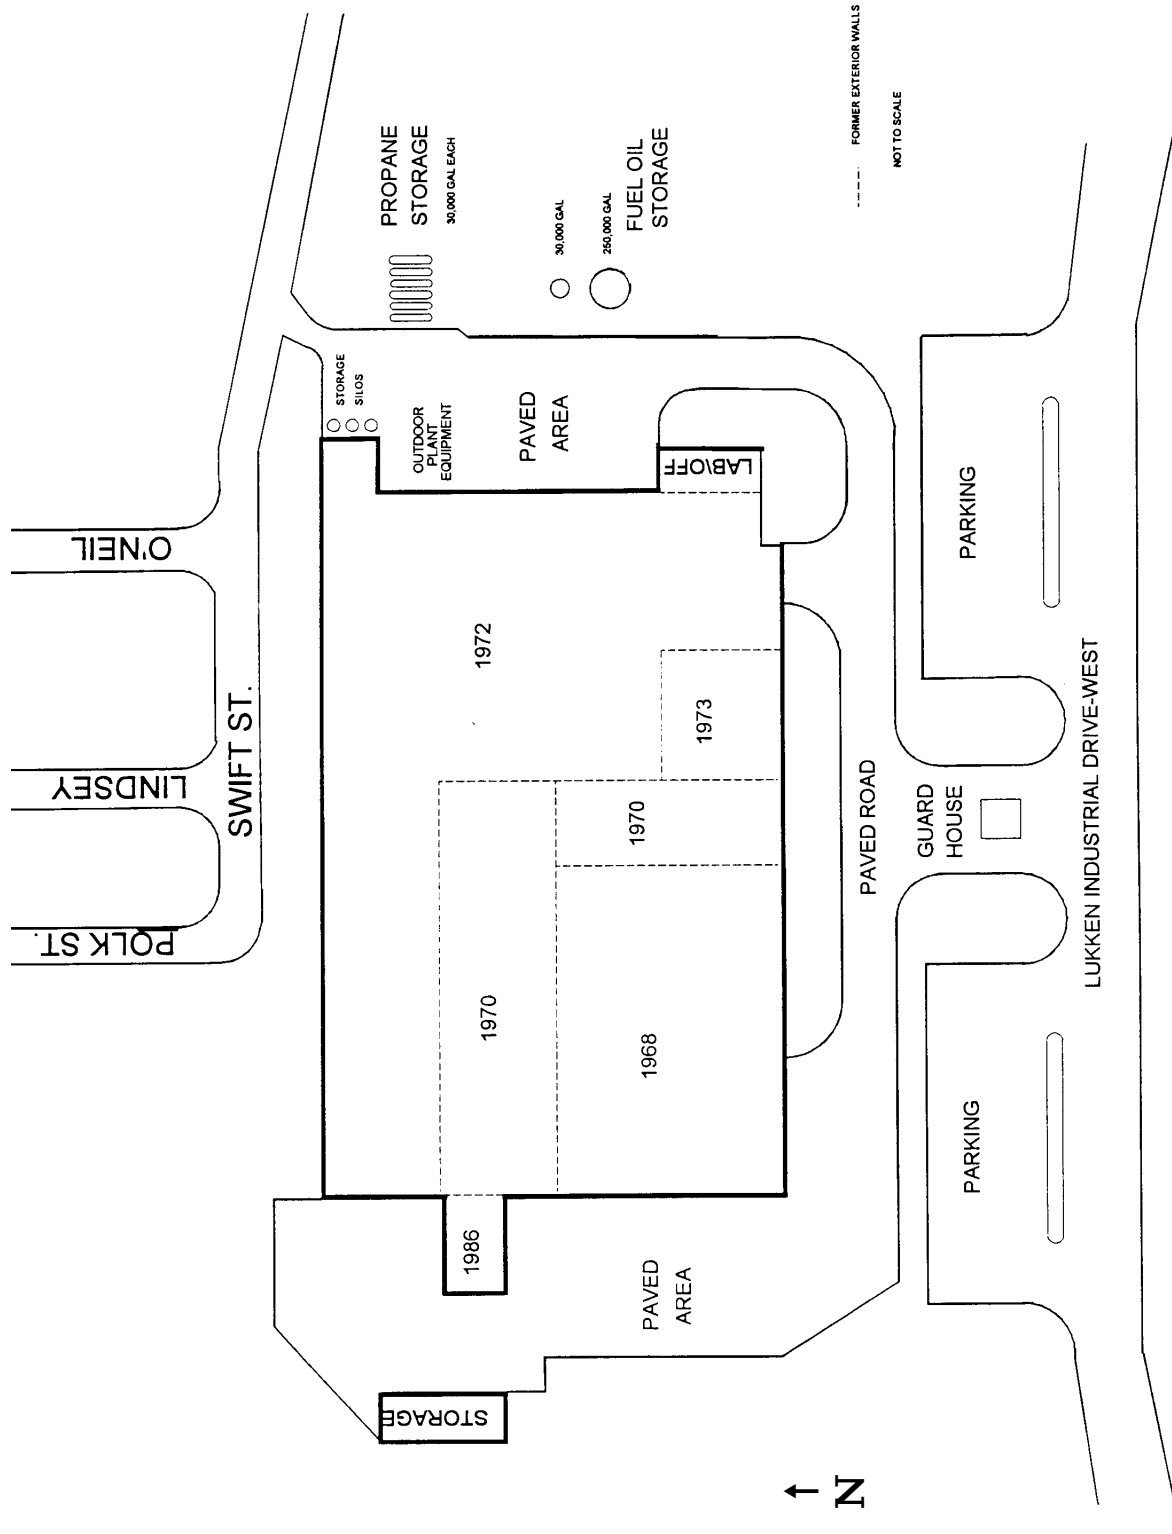 POLK ST.
LINDSEY
O'NEIL
SWIFT ST.
STORAGE
SILOS
OUTDOOR
PLANT
EQUIPMENT
PROPANE
STORAGE
30,000 GAL EACH
30,000 GAL
250,000 GAL
FUEL OIL
STORAGE
PAVED
AREA
LAB\OFF
1972
1973
1970
1970
1968
1986
STORAGE
PAVED
AREA
PAVED ROAD
GUARD
HOUSE
PARKING
PARKING
LUKKEN INDUSTRIAL DRIVE-WEST
FORMER EXTERIOR WALLS
NOT TO SCALE
N